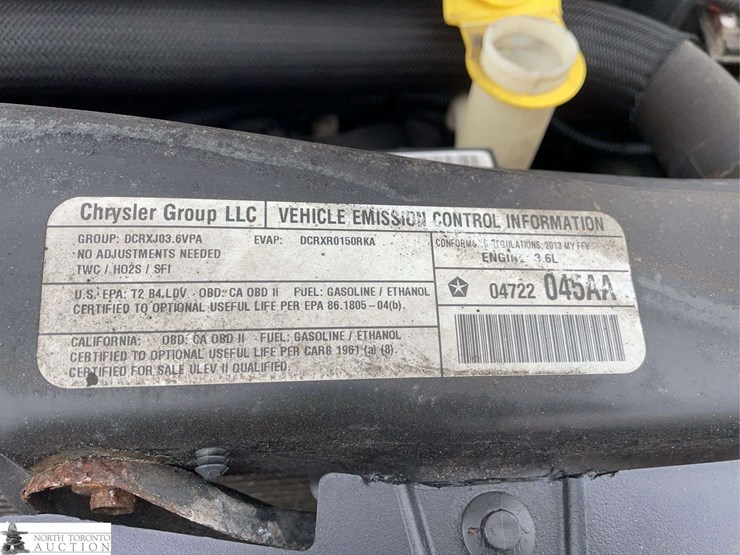 Chrysler Group LLC
VEHICLE EMISSION CONTROL INFORMATION
GROUP: DCRXJ03.6VPA EVAP: DCRXR0150RKA
NO ADJUSTMENTS NEEDED
TWC / HO2S / SFI
CONFORMS REGULATIONS: 2013 MY FFV
ENGINE 3.6L
U.S. EPA: T2 B4.LDV OBD: CA OBD II FUEL: GASOLINE / ETHANOL
CERTIFIED TO OPTIONAL USEFUL LIFE PER EPA 86.1805-04(b).
04722 045AA
CALIFORNIA: OBD: CA OBD II FUEL: GASOLINE / ETHANOL
CERTIFIED TO OPTIONAL USEFUL LIFE PER CARB 1961 (a) (8).
CERTIFIED FOR SALE ULEV II QUALIFIED.
NORTH TORONTO
AUCTION